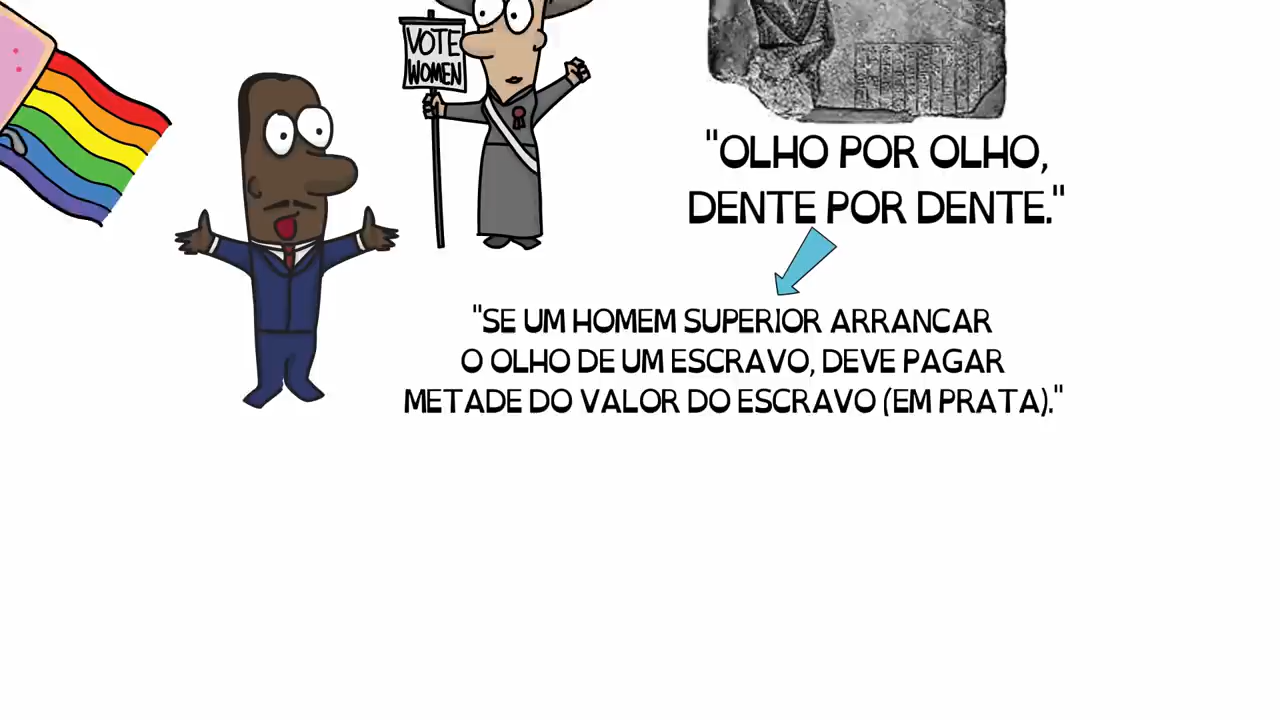 VOTE
WOMEN
"OLHO POR OLHO,
DENTE POR DENTE."
"SE UM HOMEM SUPERIOR ARRANCAR
O OLHO DE UM ESCRAVO, DEVE PAGAR
METADE DO VALOR DO ESCRAVO (EM PRATA)."